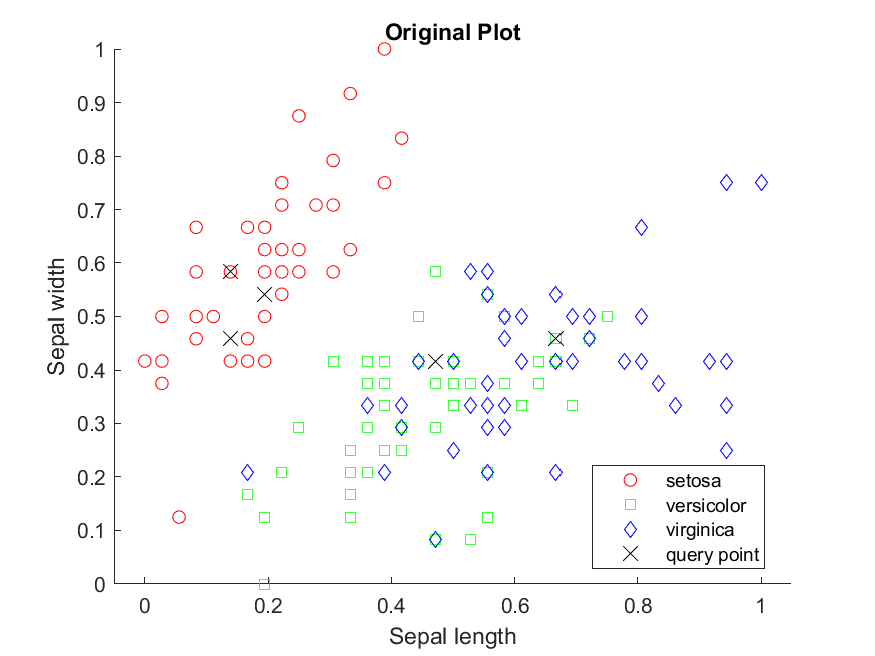 Original Plot
1
0.9
0.8
0.7
0.6
0.5
0.4
0.3
0.2
0.1
0
Sepal width
0 0.2 0.4 0.6 0.8 1
Sepal length
setosa
versicolor
virginica
query point